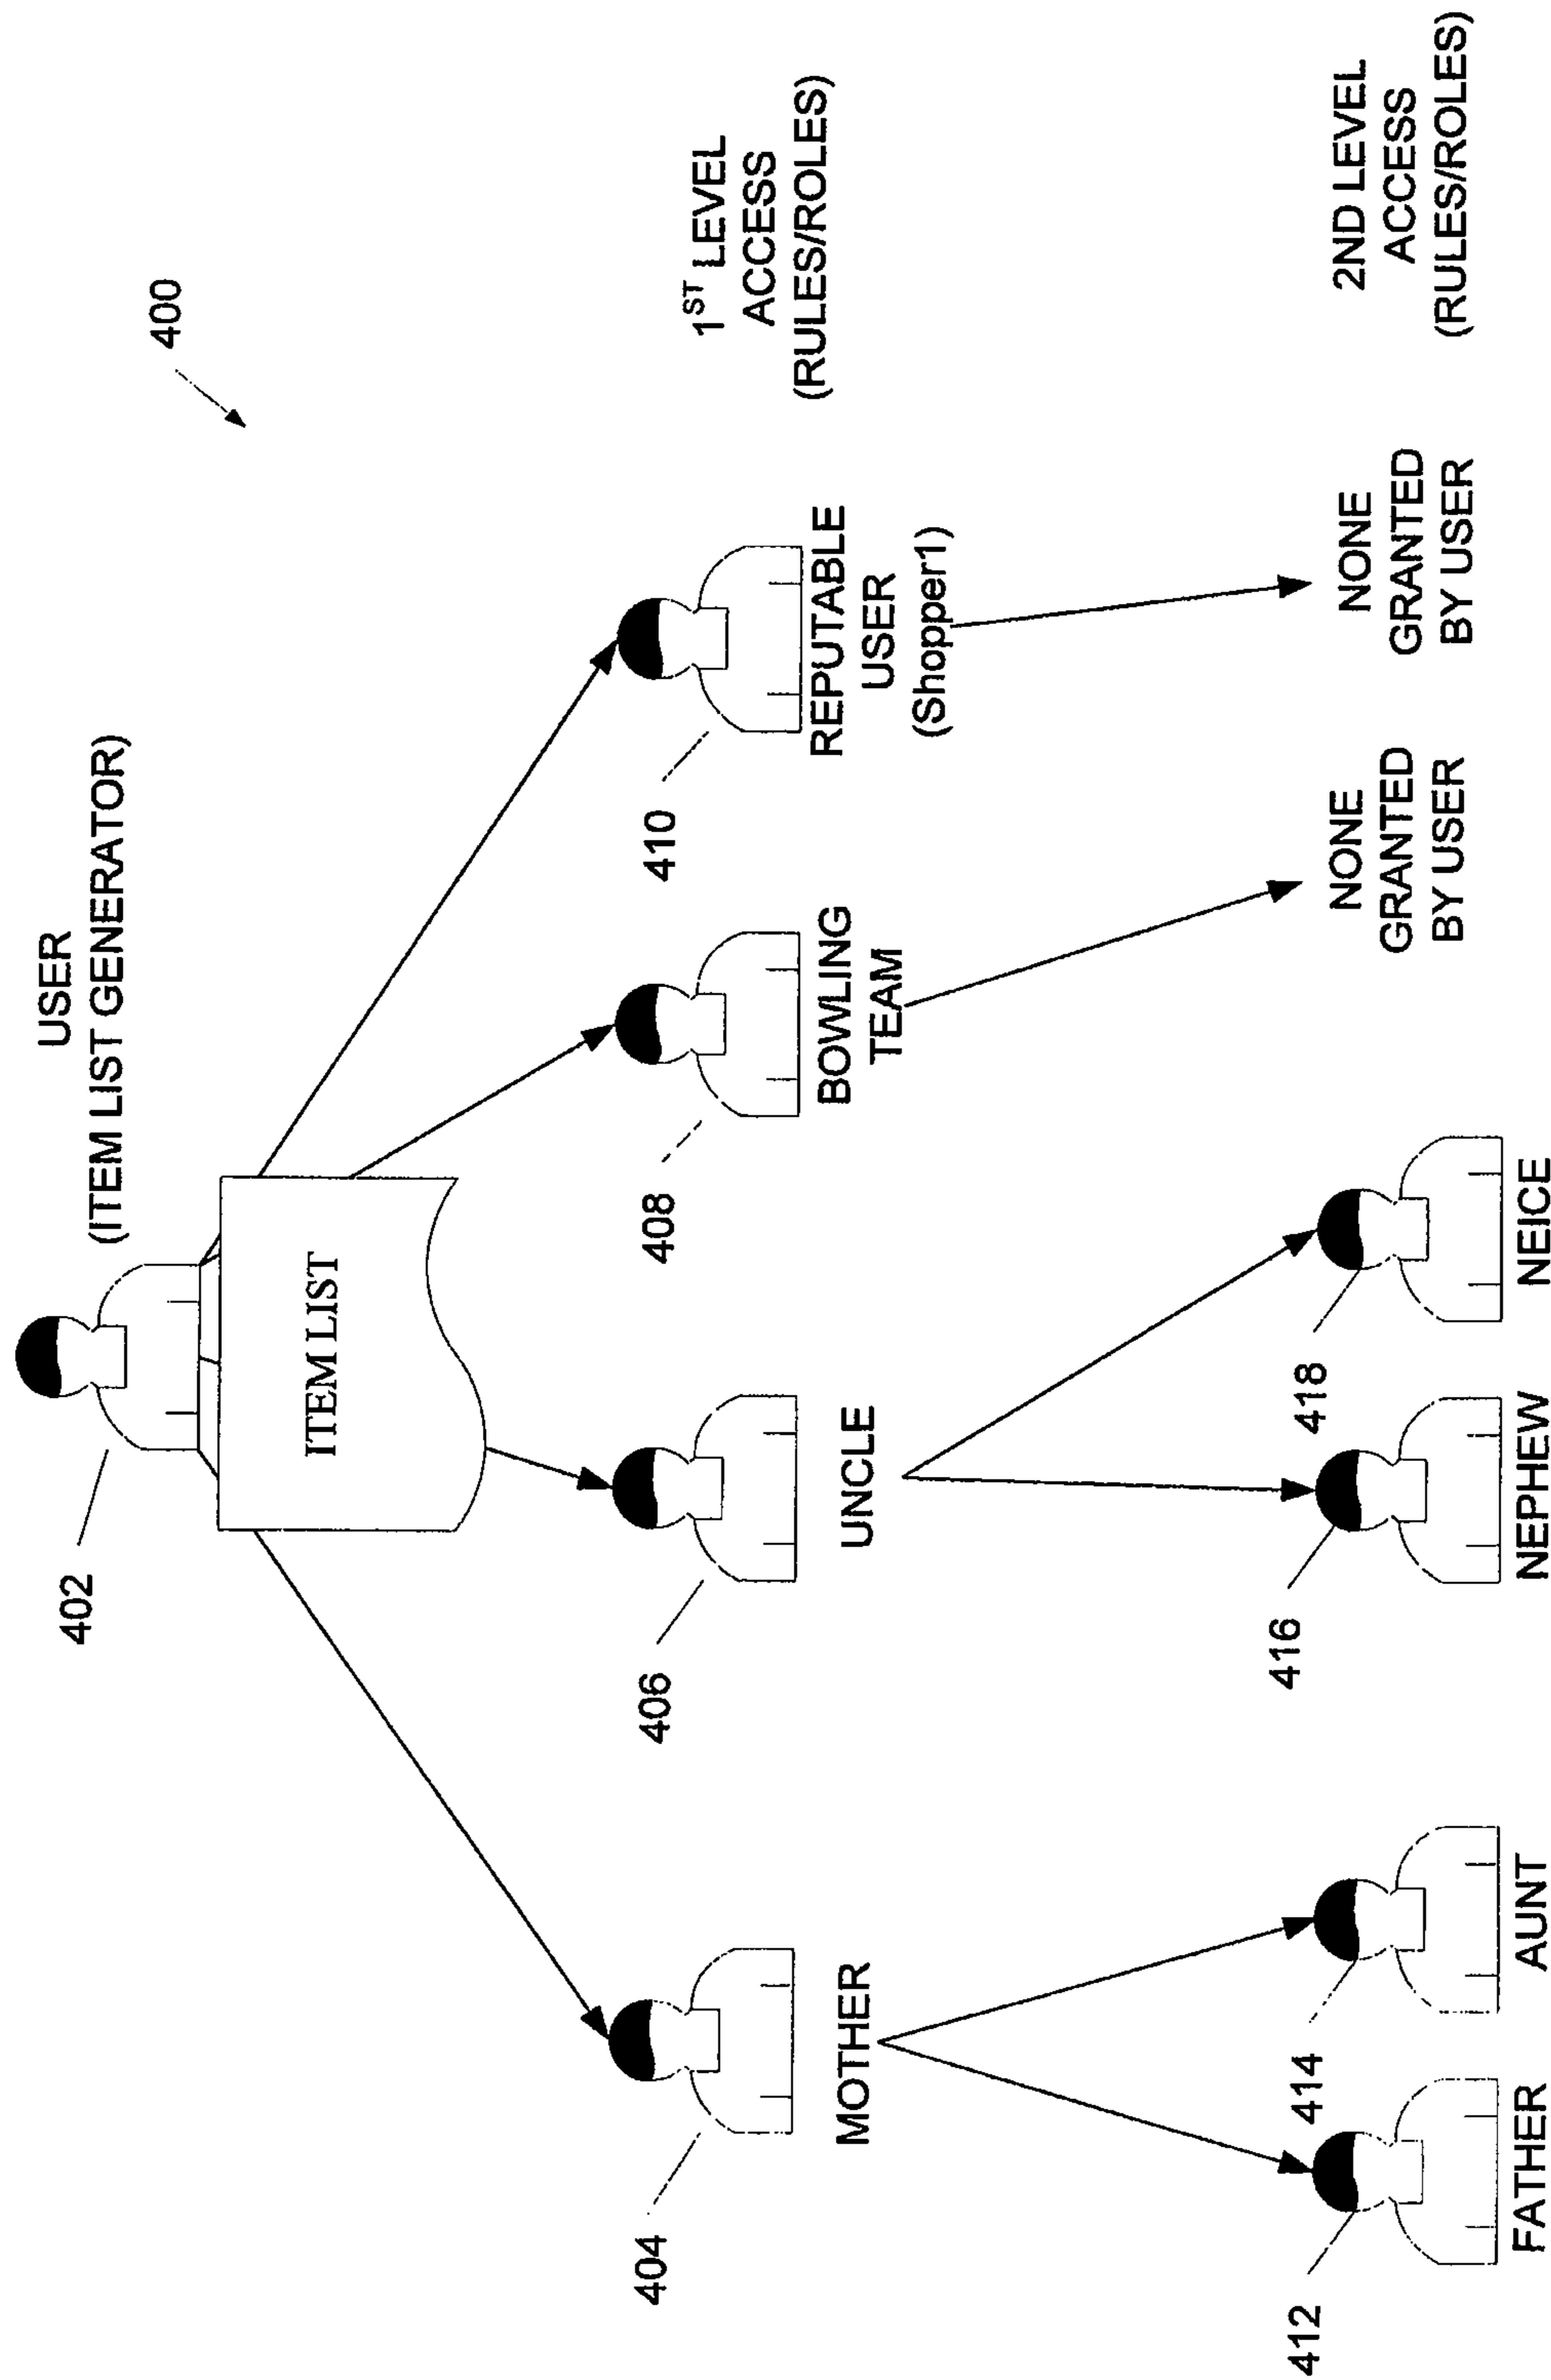 400
USER
(ITEM LIST GENERATOR)
402
ITEM LIST
1ST LEVEL
ACCESS
(RULES/ROLES)
404
MOTHER
406
UNCLE
408
BOWLING
TEAM
410
REPUTABLE
USER
(Shopper1)
2ND LEVEL
ACCESS
(RULES/ROLES)
412
FATHER
414
AUNT
416
NEPHEW
418
NEICE
NONE
GRANTED
BY USER
NONE
GRANTED
BY USER